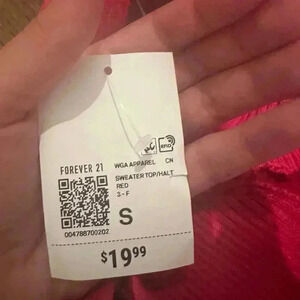 RFID
FOREVER 21
WGA APPAREL CN
SWEATER TOP/HALT
RED
S - F
S
004788700202
$19.99